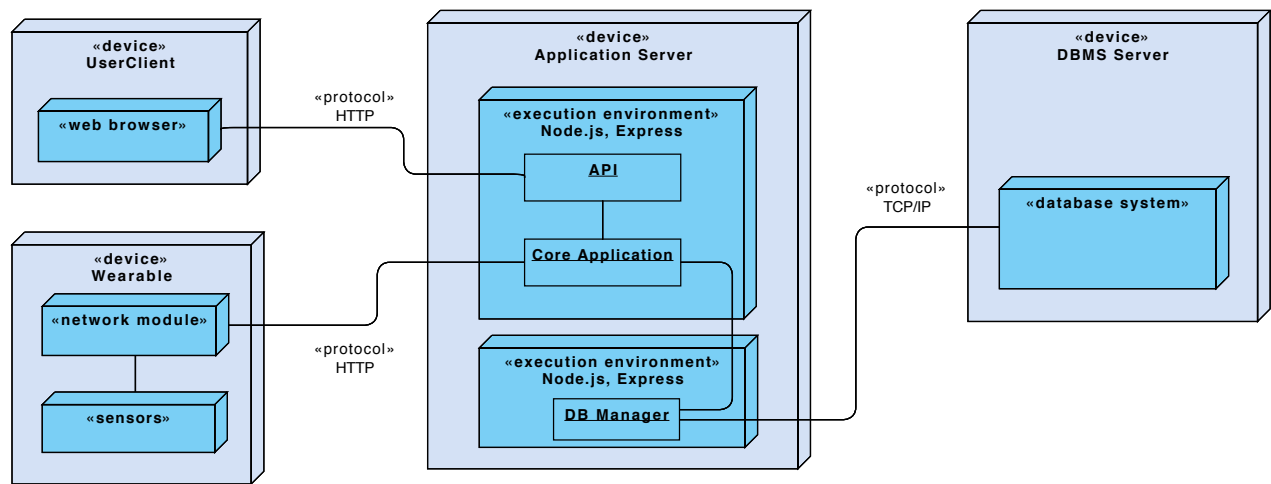 «device»
UserClient
«web browser»
«protocol»
HTTP
«device»
Wearable
«network module»
«sensors»
«protocol»
HTTP
«device»
Application Server
«execution environment»
Node.js, Express
API
Core Application
«execution environment»
Node.js, Express
DB Manager
«protocol»
TCP/IP
«device»
DBMS Server
«database system»